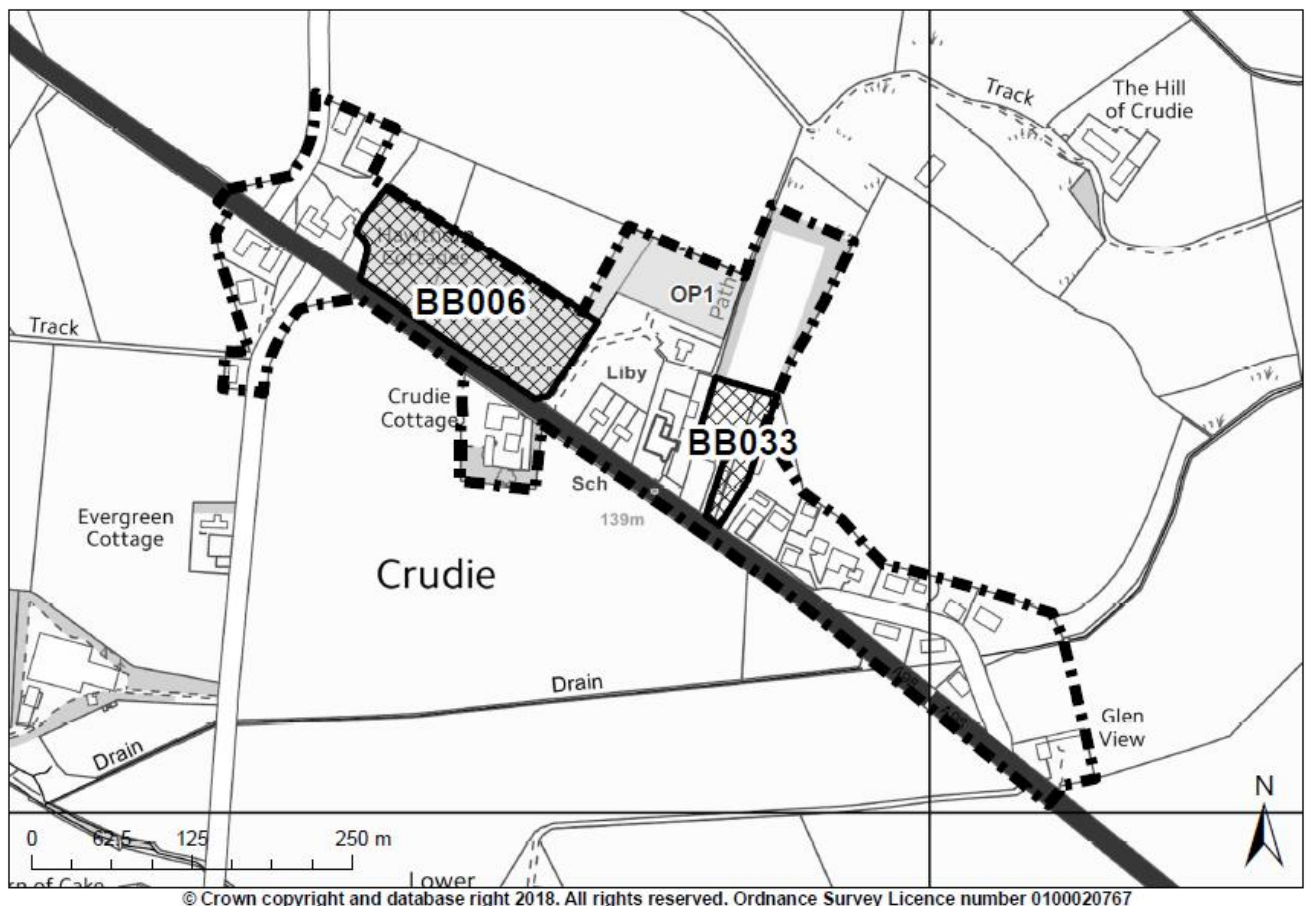 Track
The Hill
of Crudie
OP1
Path
BB006
Liby
Crudie
Cottage
BB033
Sch
139m
Evergreen
Cottage
Crudie
Drain
Glen
View
Track
Drain
N
0 62.5 125 250 m
Lower
© Crown copyright and database right 2018. All rights reserved. Ordnance Survey Licence number 0100020767